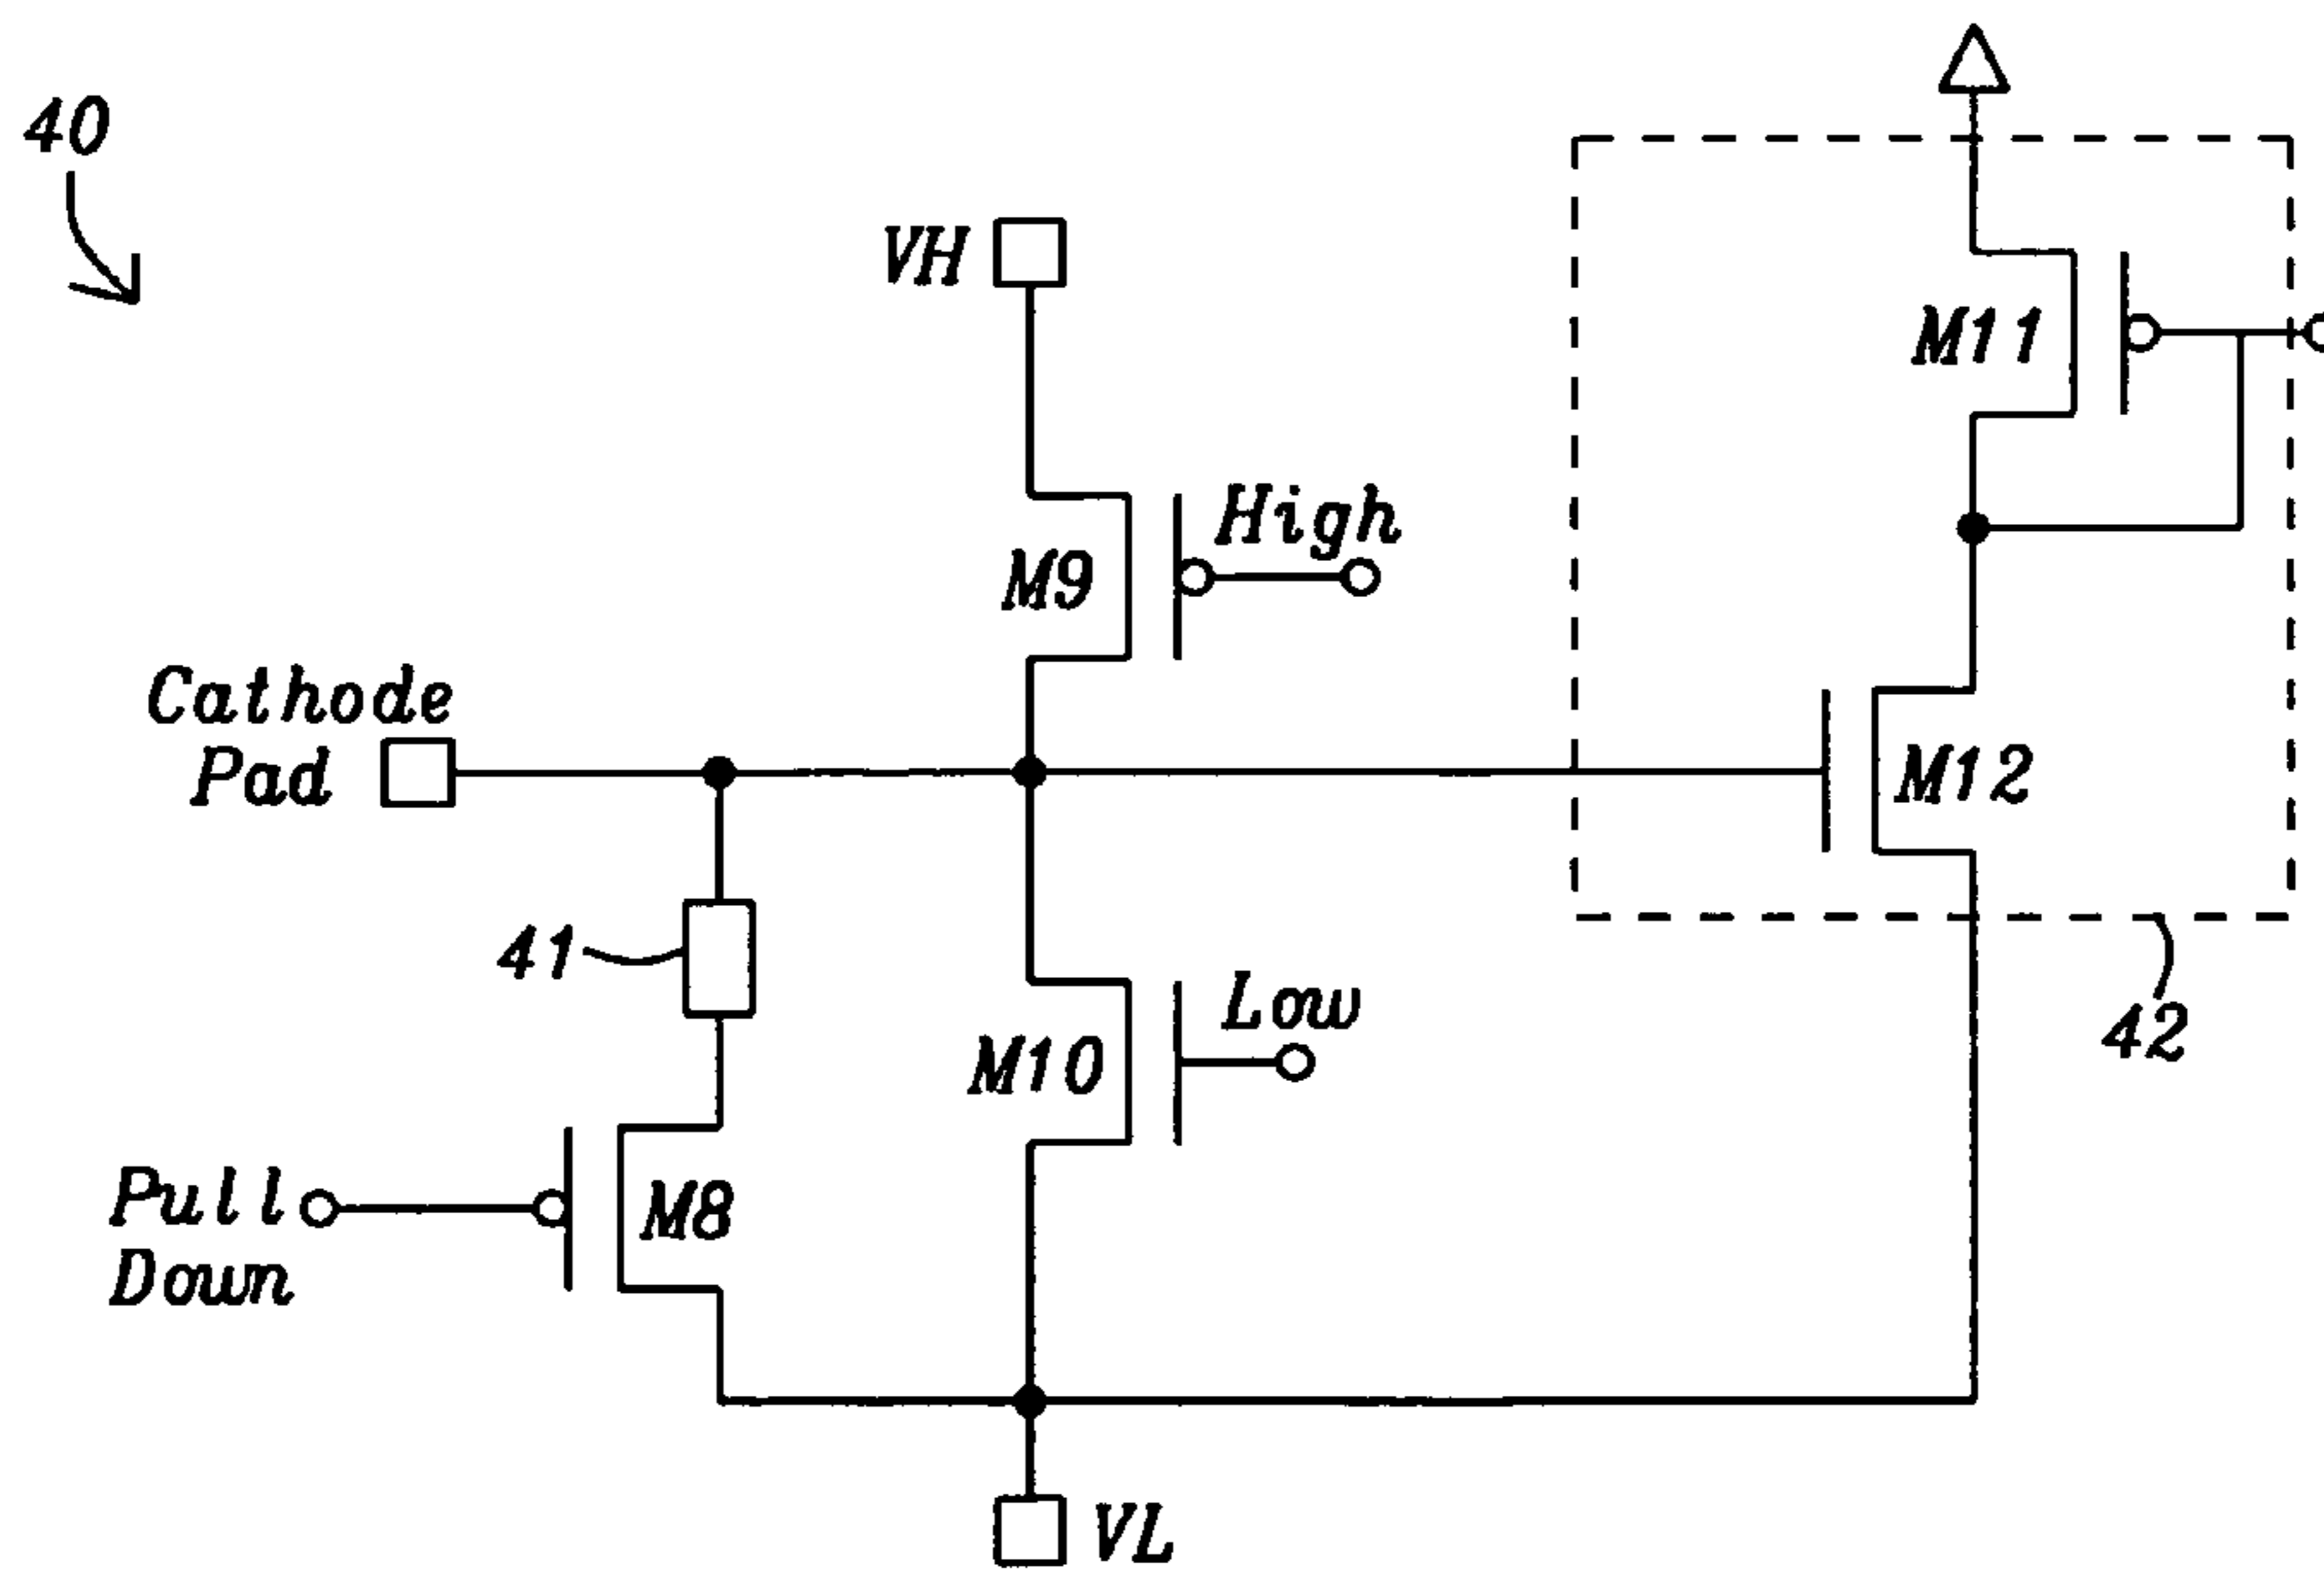 40
VH
M11
High
M9
Cathode
Pad
M12
41
Low
M10
42
Pull
Down
M8
VL